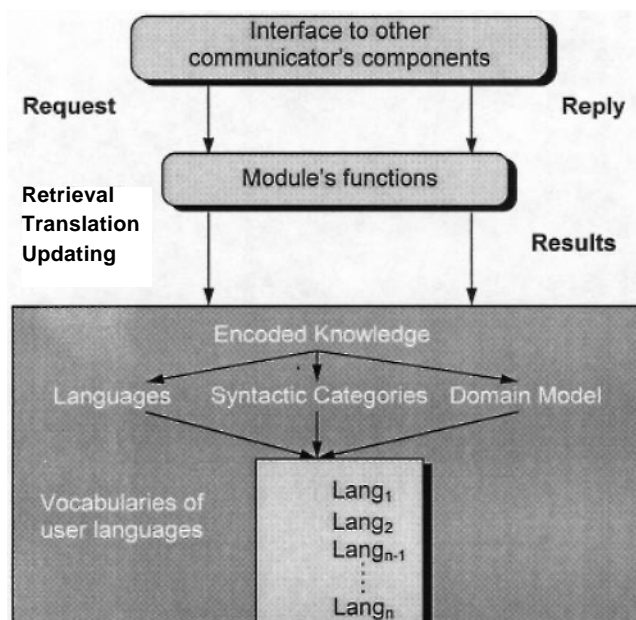 Interface to other
communicator's components
Request
Reply
Module's functions
Retrieval
Translation
Updating
Results
Encoded Knowledge
Languages Syntactic Categories Domain Model
Vocabularies of
user languages
Lang1
Lang2
Langn-1
Langn